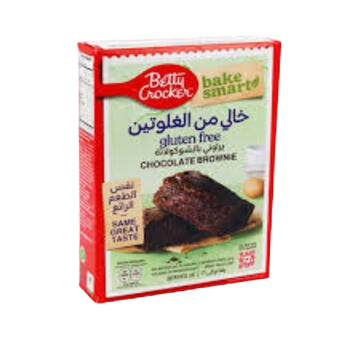 Betty
Crocker
bake
smart
خالي من الغلوتين
gluten free
براوني بالشوكولاتة
CHOCOLATE BROWNIE
نفس
الطعم
الرائع
SAME
GREAT
TASTE